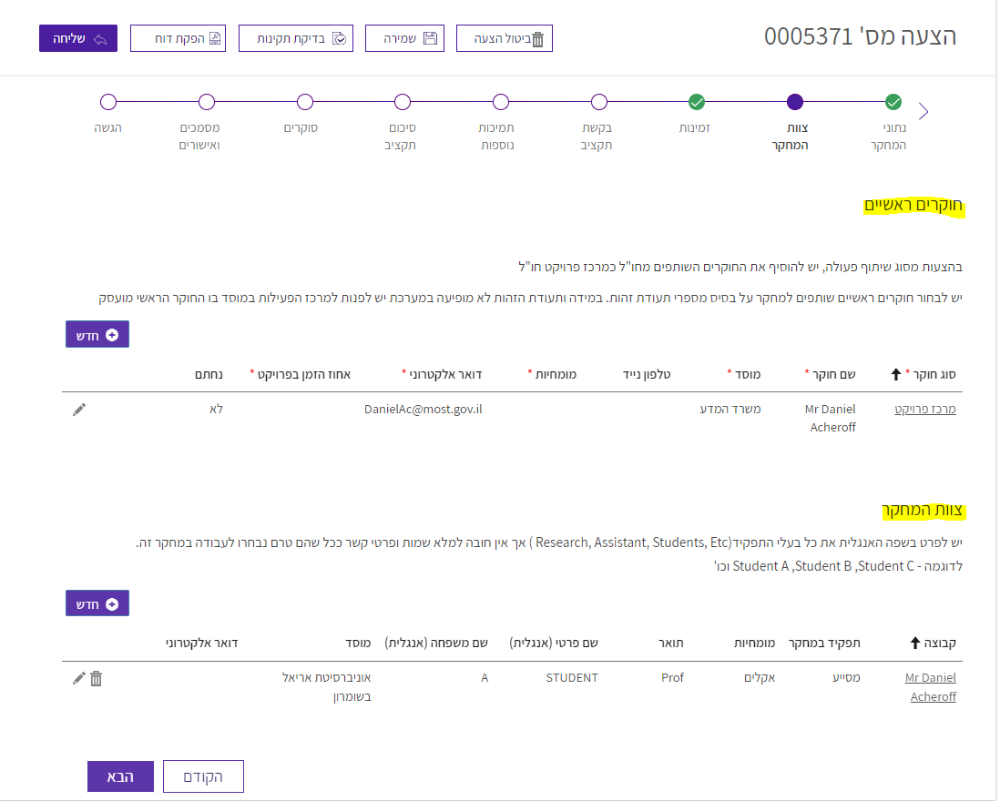 הצעה מס' 0005371
ביטול הצעה
שמירה
בדיקת תקינות
הפקת דוח
שליחה
נתוני המחקר
צוות המחקר
זמינות
בקשת תקציב
תמיכות נוספות
סיכום תקציב
סוקרים
מסמכים ואישורים
הגשה
חוקרים ראשיים
בהצעות מסוג שיתוף פעולה, יש להוסיף את החוקרים השותפים מחו"ל כמרכז פרויקט חו"ל
יש לבחור חוקרים ראשיים שותפים למחקר על בסיס מספרי תעודת זהות. במידה ותעודת הזהות לא מופיעה במערכת יש לפנות למרכז הפעילות במוסד בו החוקר הראשי מועסק
חדש
סוג חוקר * שם חוקר * מוסד * טלפון נייד מומחיות * דואר אלקטרוני * אחוז הזמן בפרויקט * נחתם
מרכז פרויקט Mr Daniel Acheroff משרד המדע DanielAc@most.gov.il לא
צוות המחקר
יש לפרט בשפה האנגלית את כל בעלי התפקיד(Research, Assistant, Students, Etc ) אך אין חובה למלא שמות ופרטי קשר ככל שהם טרם נבחרו לעבודה במחקר זה.
לדוגמה - Student A ,Student B ,Student C וכו'
חדש
קבוצה תפקיד במחקר מומחיות תואר שם פרטי (אנגלית) שם משפחה (אנגלית) מוסד דואר אלקטרוני
Mr Daniel Acheroff מסייע אקלים Prof STUDENT A אוניברסיטת אריאל בשומרון
הקודם
הבא